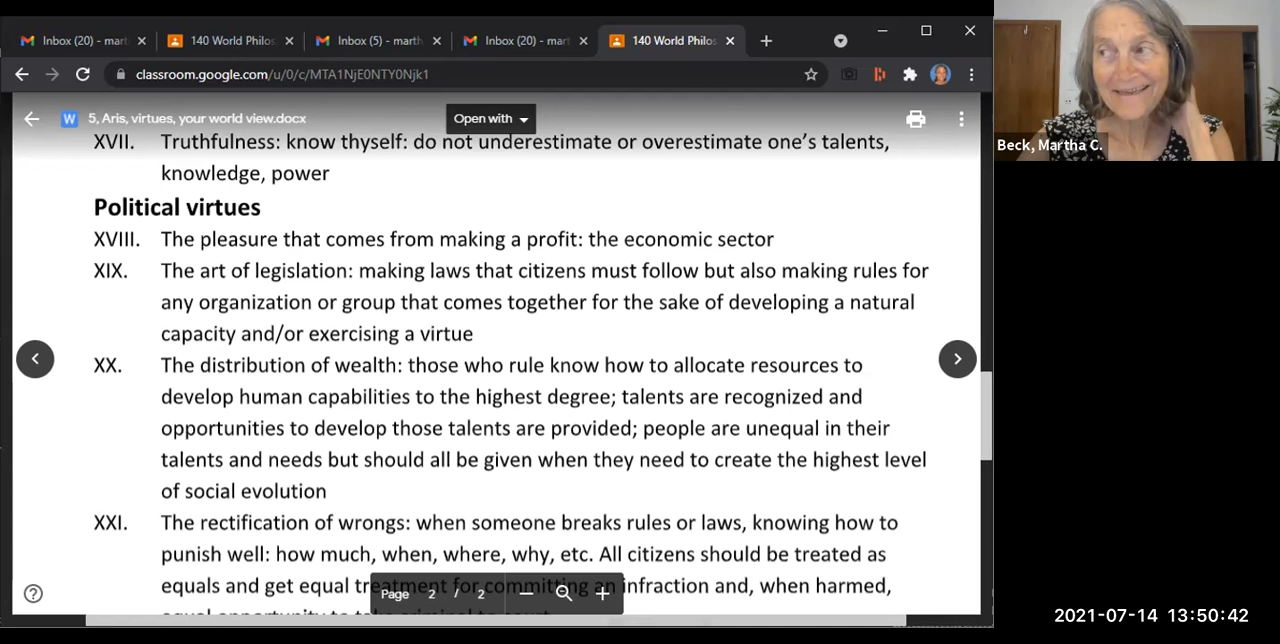 Inbox (20) - mart
140 World Philos
Inbox (5) - marth
Inbox (20) - mart
140 World Philos
classroom.google.com/u/0/c/MTA1NjE0NTY0Njk1
W 5, Aris, virtues, your world view.docx
Open with
XVII. Truthfulness: know thyself: do not underestimate or overestimate one's talents,
knowledge, power
Political virtues
XVIII. The pleasure that comes from making a profit: the economic sector
XIX. The art of legislation: making laws that citizens must follow but also making rules for
any organization or group that comes together for the sake of developing a natural
capacity and/or exercising a virtue
XX. The distribution of wealth: those who rule know how to allocate resources to
develop human capabilities to the highest degree; talents are recognized and
opportunities to develop those talents are provided; people are unequal in their
talents and needs but should all be given when they need to create the highest level
of social evolution
XXI. The rectification of wrongs: when someone breaks rules or laws, knowing how to
punish well: how much, when, where, why, etc. All citizens should be treated as
equals and get equal treatment for committing an infraction and, when harmed,
Page 2 / 2
Beck, Martha C.
2021-07-14 13:50:42